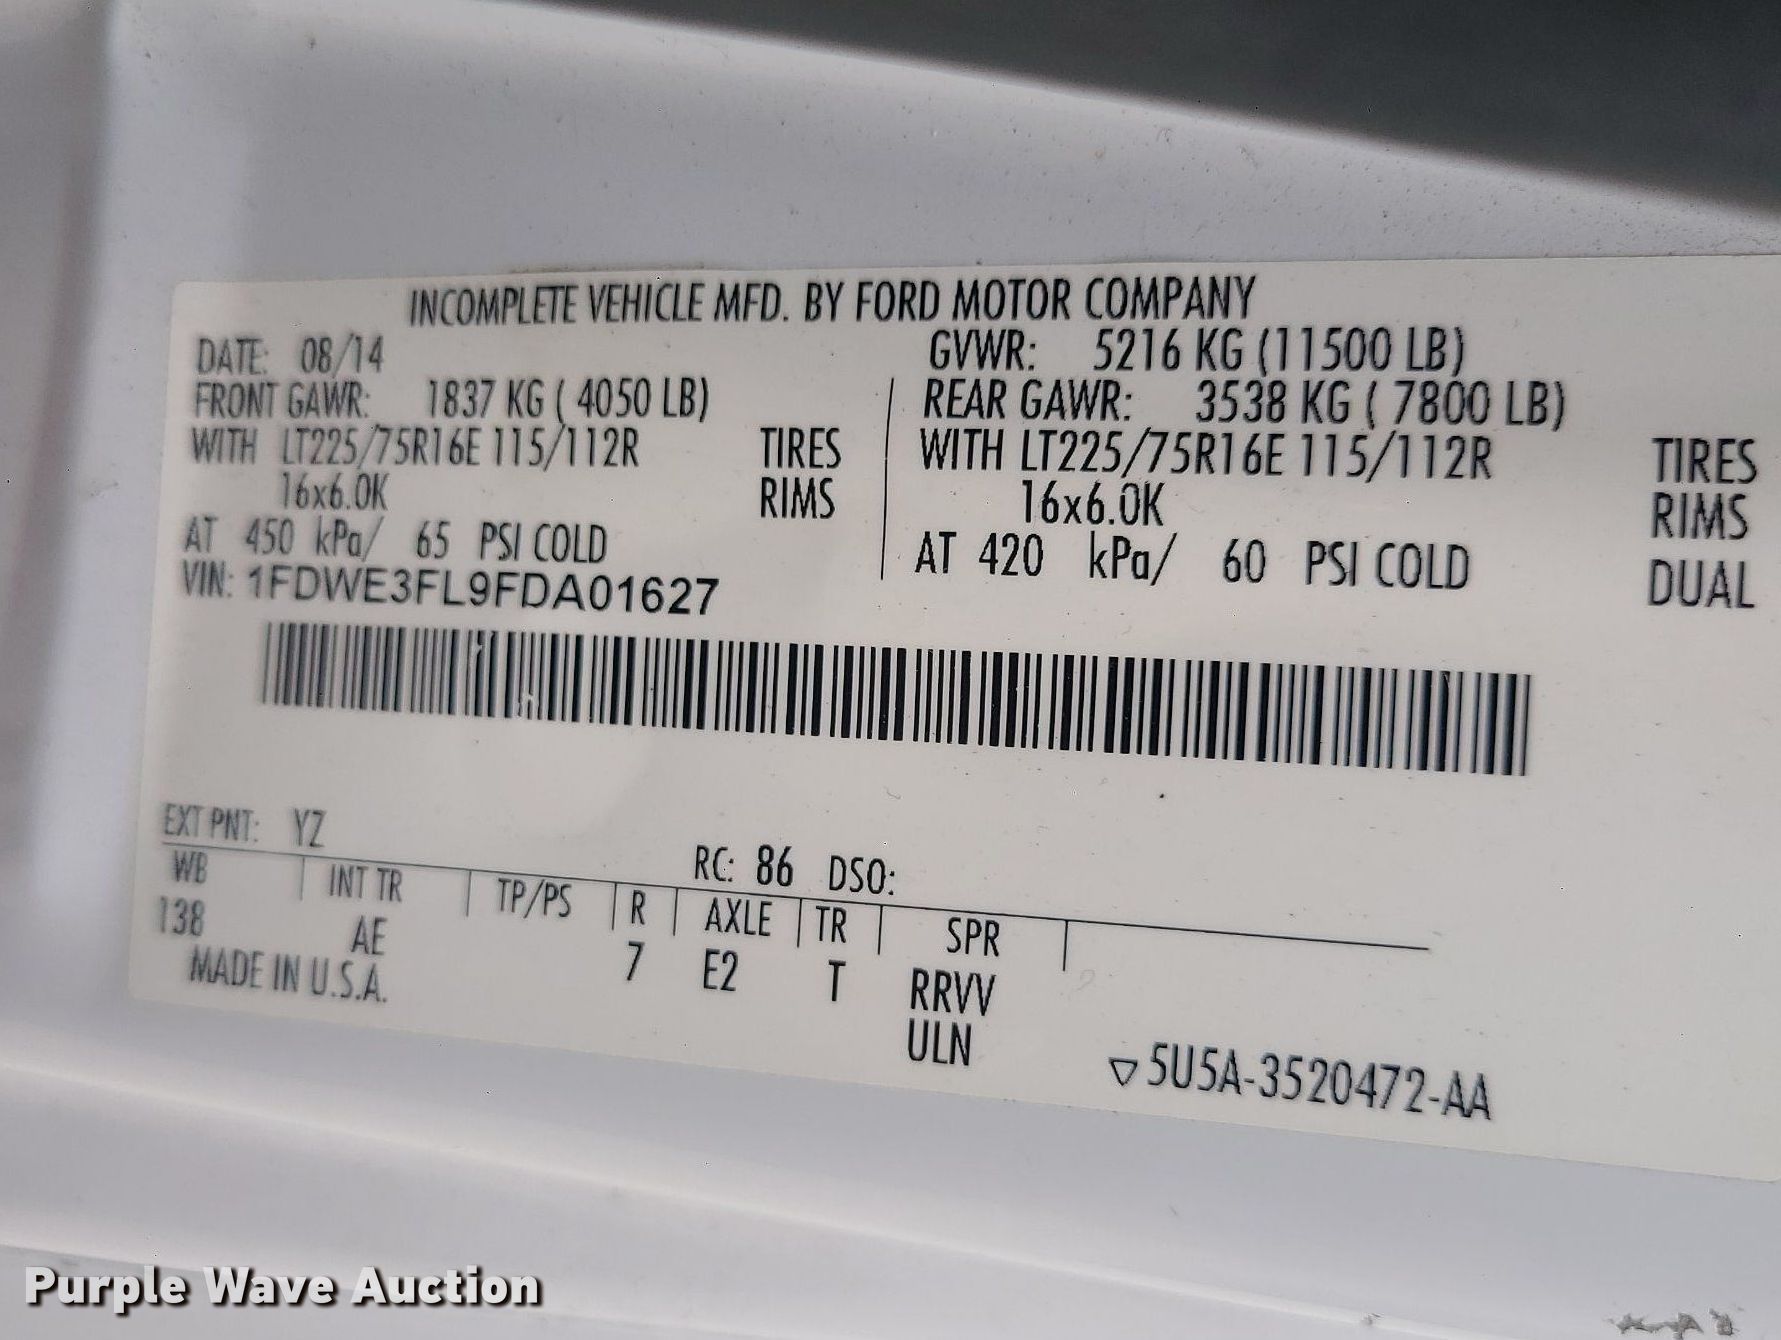 INCOMPLETE VEHICLE MFD. BY FORD MOTOR COMPANY
DATE: 08/14 GVWR: 5216 KG (11500 LB)
FRONT GAWR: 1837 KG ( 4050 LB) REAR GAWR: 3538 KG ( 7800 LB)
WITH LT225/75R16E 115/112R TIRES WITH LT225/75R16E 115/112R TIRES
16x6.0K RIMS 16x6.0K RIMS
AT 450 kPa/ 65 PSI COLD AT 420 kPa/ 60 PSI COLD DUAL
VIN: 1FDWE3FL9FDA01627
EXT PNT: YZ RC: 86 DSO:
WB INT TR TP/PS R AXLE TR SPR
138 AE 7 E2 T RRVV
MADE IN U.S.A. ULN
▽5U5A-3520472-AA
Purple Wave Auction